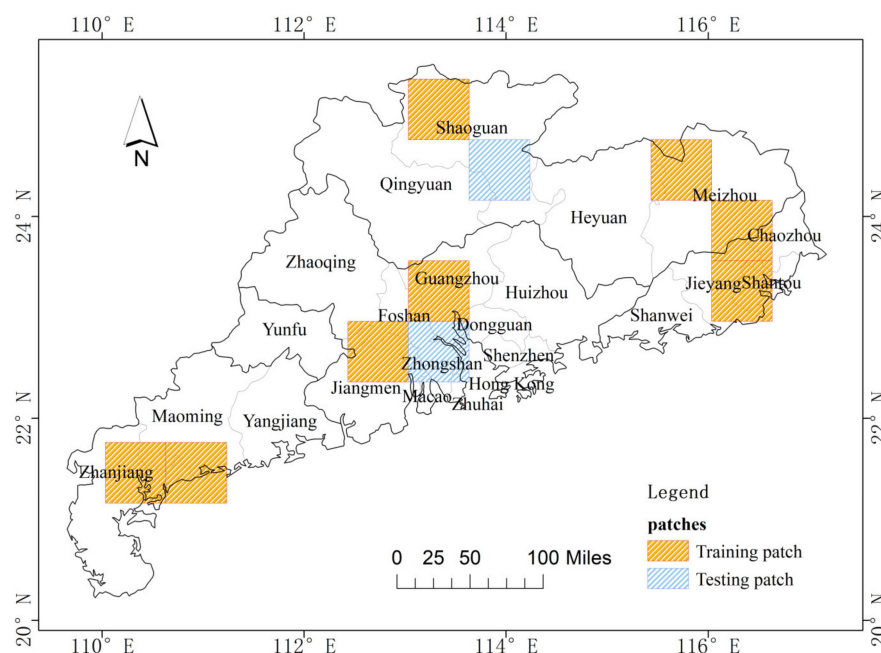 110° E
112° E
114° E
116° E
24° N
22° N
20° N
N
Shaoguan
Qingyuan
Meizhou
Heyuan
Chaozhou
Zhaoqing
Guangzhou
Huizhou
Jieyang
Shantou
Foshan
Dongguan
Shanwei
Yunfu
Zhongshan
Shenzhen
Jiangmen
Hong Kong
Macao
Zhuhai
Maoming
Yangjiang
Zhanjiang
Legend
patches
Training patch
Testing patch
0 25 50 100 Miles
24° N
22° N
20° N
110° E
112° E
114° E
116° E